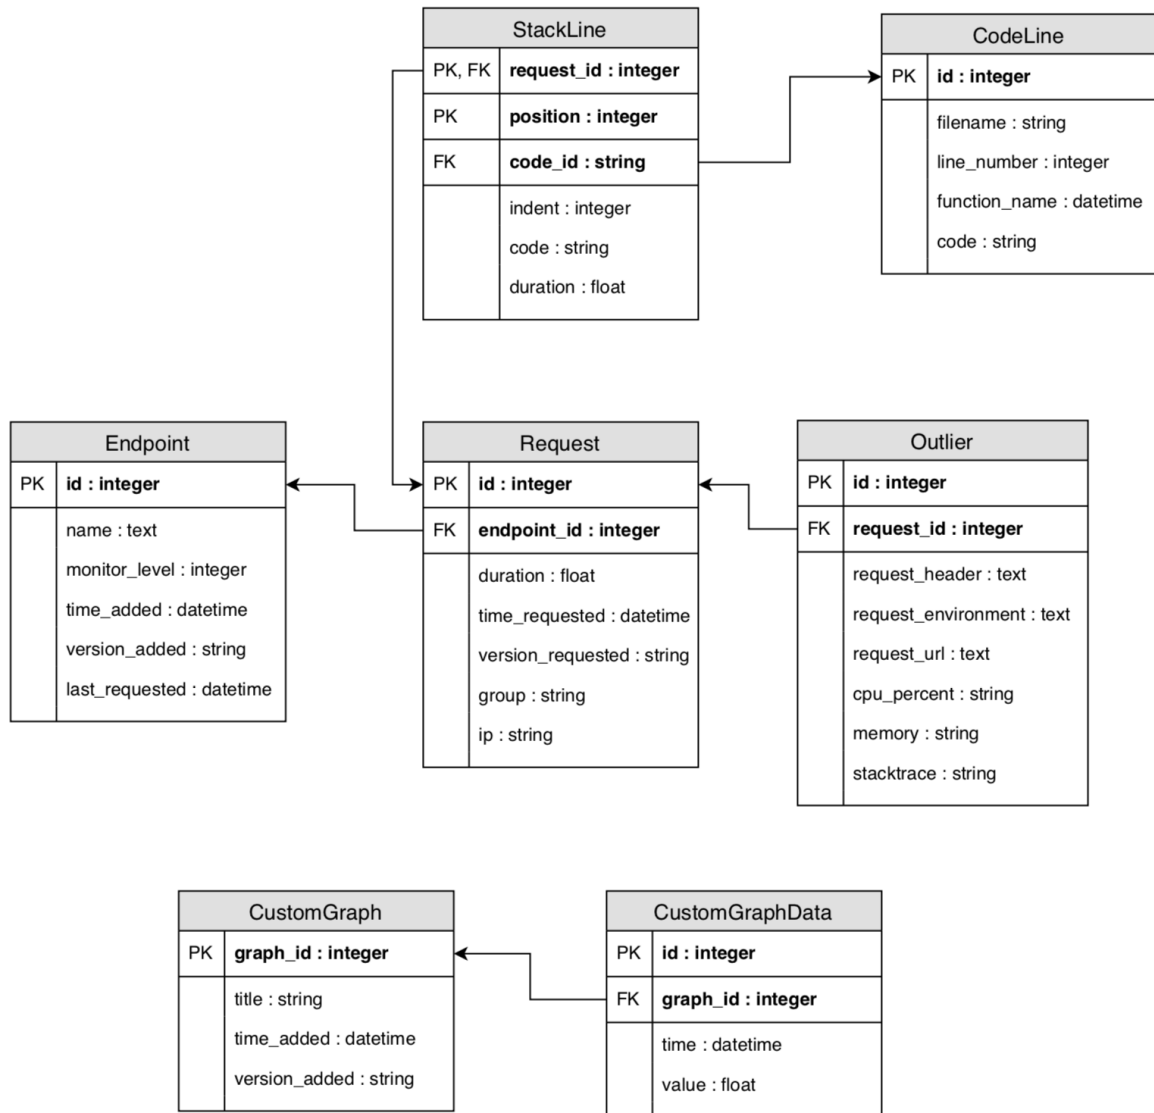 StackLine
PK, FK request_id : integer
PK position : integer
FK code_id : string
indent : integer
code : string
duration : float
CodeLine
PK id : integer
filename : string
line_number : integer
function_name : datetime
code : string
Endpoint
PK id : integer
name : text
monitor_level : integer
time_added : datetime
version_added : string
last_requested : datetime
Request
PK id : integer
FK endpoint_id : integer
duration : float
time_requested : datetime
version_requested : string
group : string
ip : string
Outlier
PK id : integer
FK request_id : integer
request_header : text
request_environment : text
request_url : text
cpu_percent : string
memory : string
stacktrace : string
CustomGraph
PK graph_id : integer
title : string
time_added : datetime
version_added : string
CustomGraphData
PK id : integer
FK graph_id : integer
time : datetime
value : float